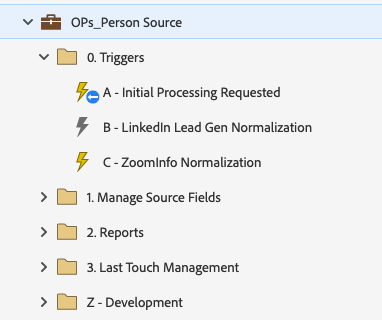 OPs_Person Source
0. Triggers
A - Initial Processing Requested
B - LinkedIn Lead Gen Normalization
C - ZoomInfo Normalization
1. Manage Source Fields
2. Reports
3. Last Touch Management
Z - Development